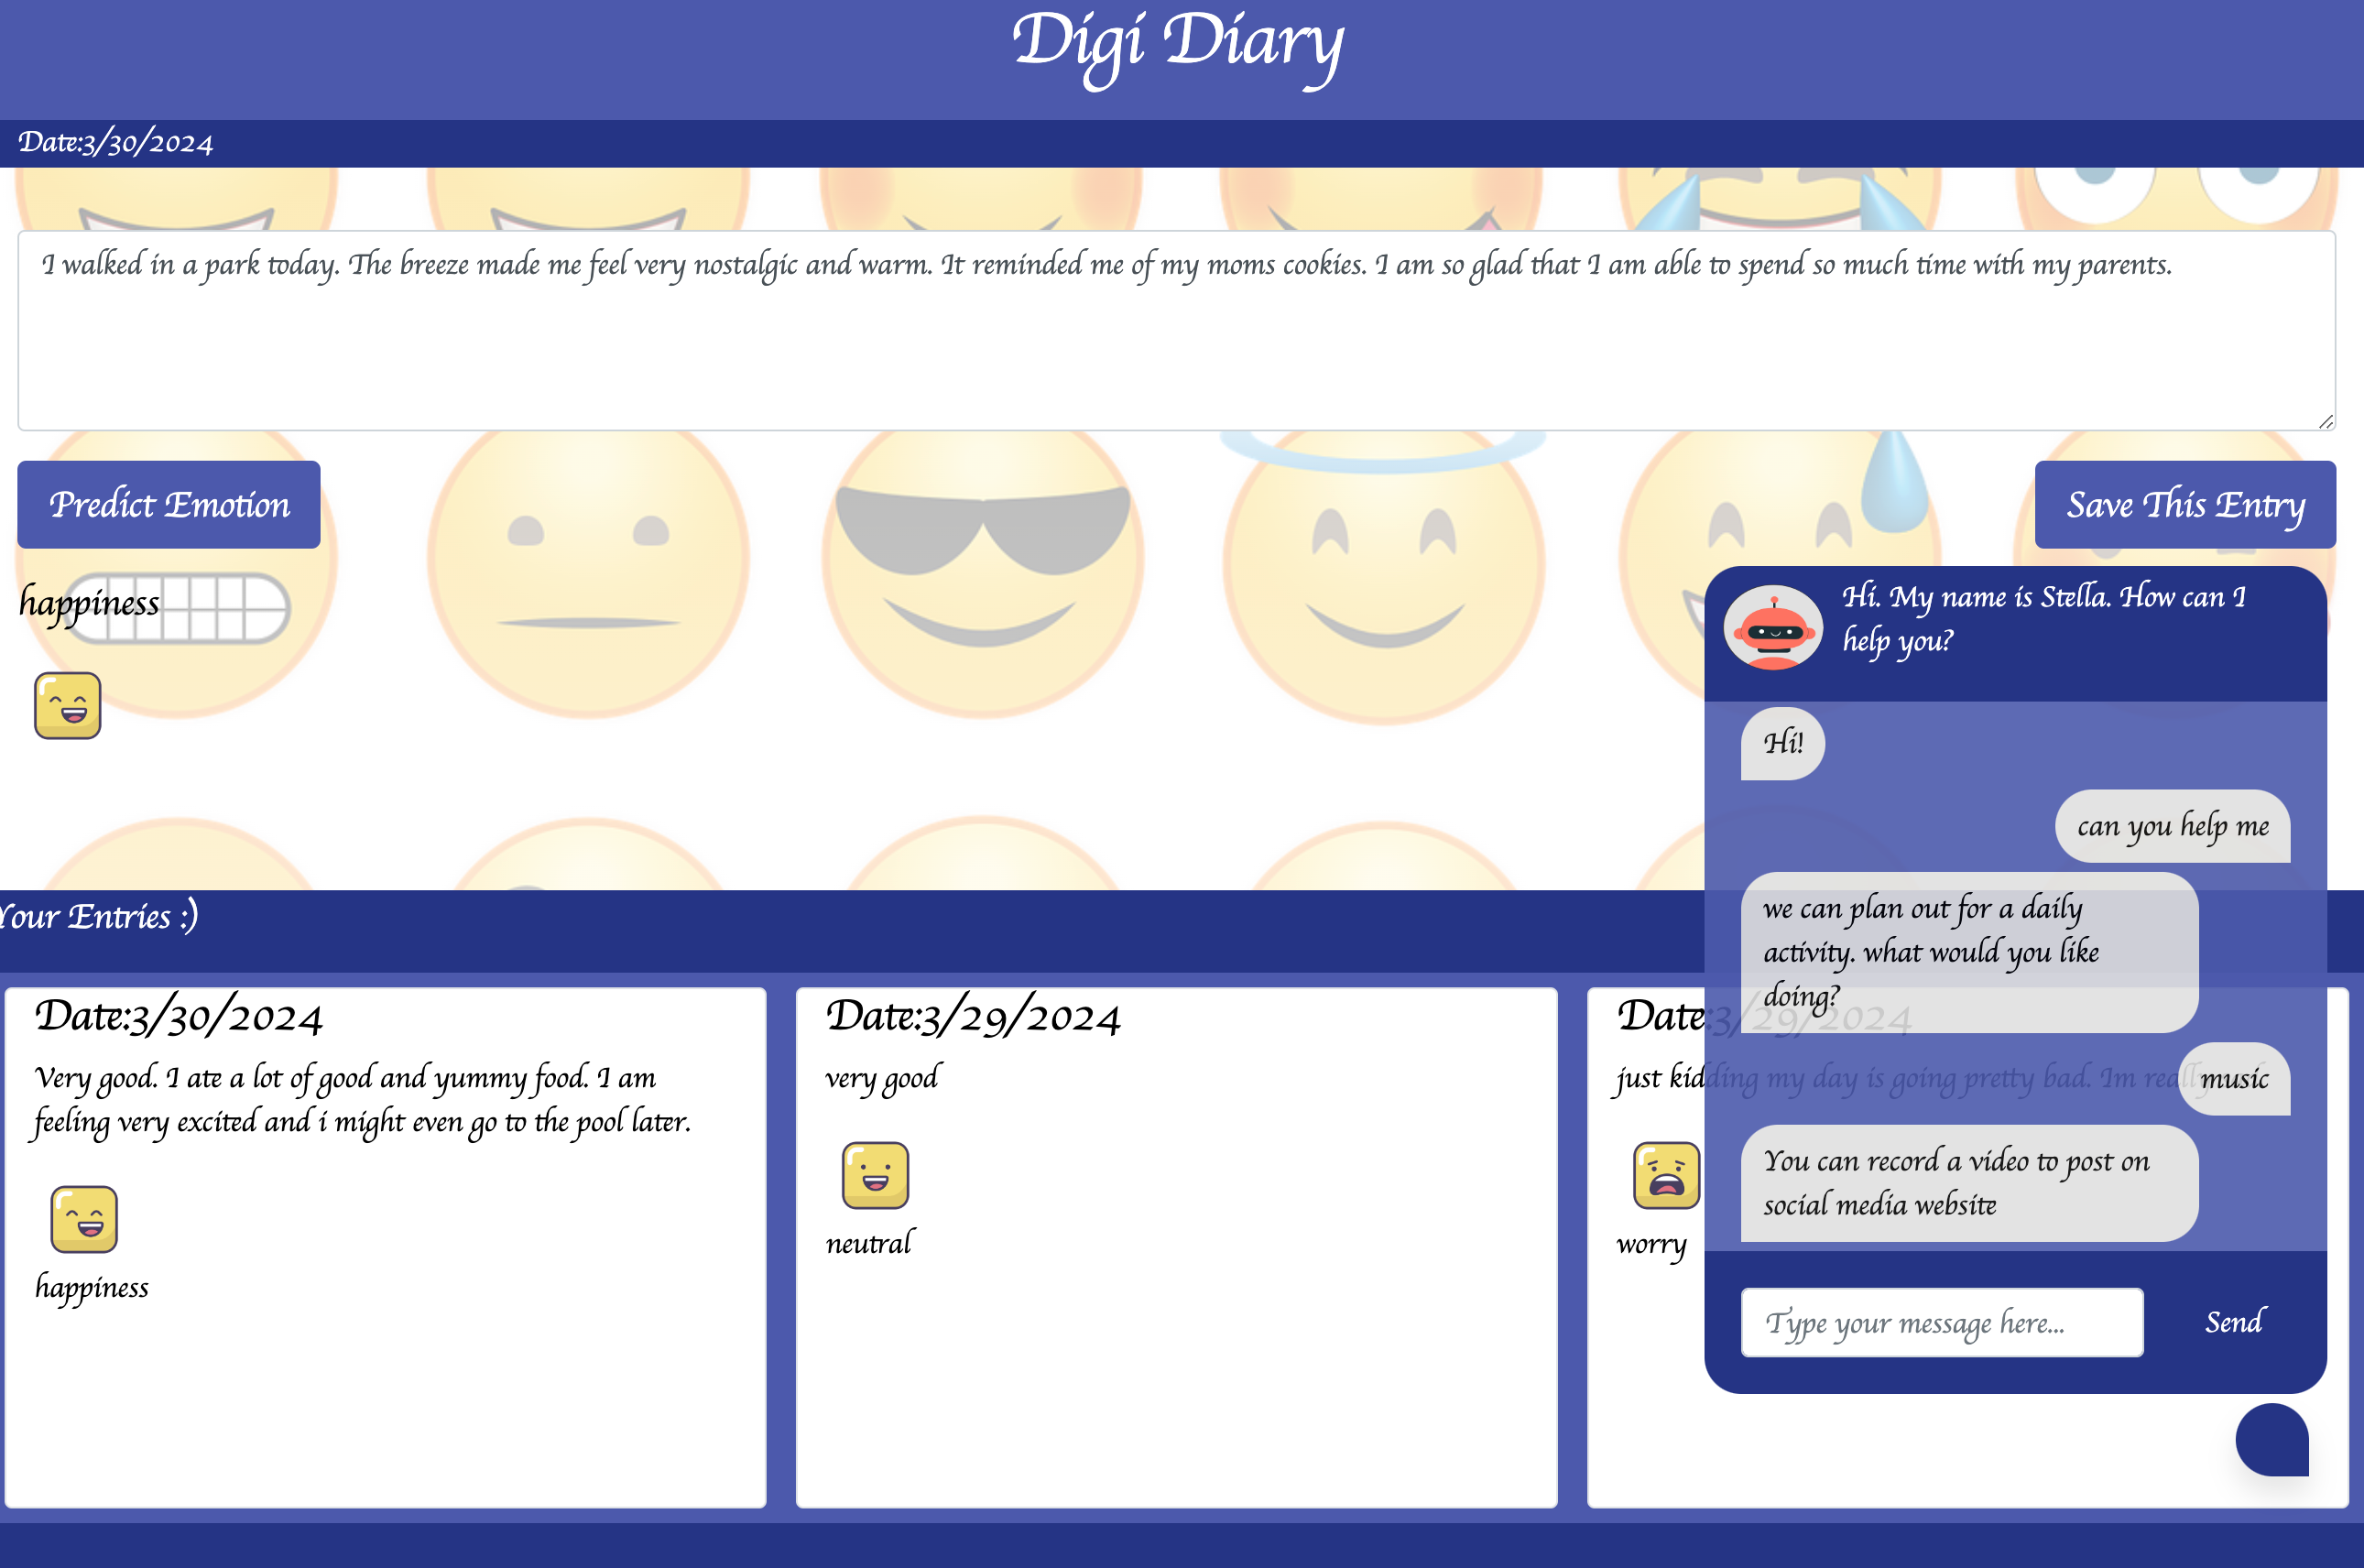 Digi Diary
Date:3/30/2024
I walked in a park today. The breeze made me feel very nostalgic and warm. It reminded me of my moms cookies. I am so glad that I am able to spend so much time with my parents.
Predict Emotion
Save This Entry
happiness
Hi. My name is Stella. How can I
help you?
Hi!
can you help me
we can plan out for a daily
activity. what would you like
doing?
music
You can record a video to post on
social media website
Type your message here...
Send
Your Entries :)
Date:3/30/2024
Very good. I ate a lot of good and yummy food. I am
feeling very excited and i might even go to the pool later.
happiness
Date:3/29/2024
very good
neutral
Date:3/29/2024
just kidding my day is going pretty bad. Im really
worry